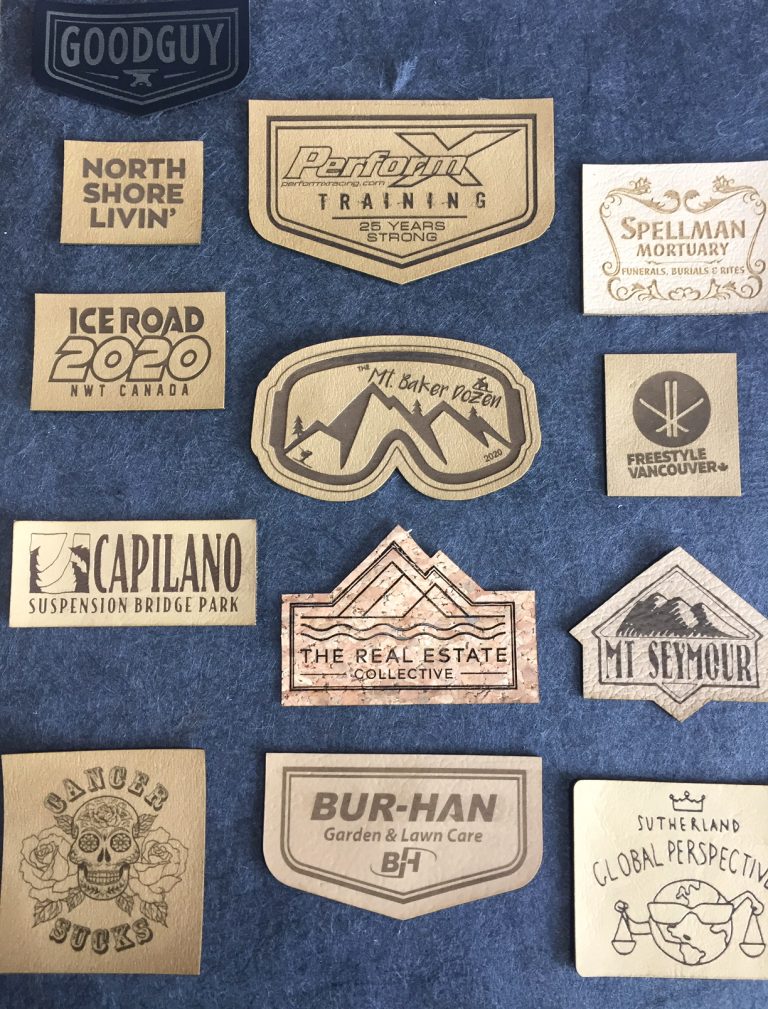 GOODGUY
NORTH
SHORE
LIVIN'
PerformX
performxracing.com
TRAINING
25 YEARS
STRONG
SPELLMAN
MORTUARY
FUNERALS, BURIALS & RITES
ICE ROAD
2020
NWT CANADA
THE Mt. Baker Dozen
2020
FREESTYLE
VANCOUVER
CAPILANO
SUSPENSION BRIDGE PARK
THE REAL ESTATE
COLLECTIVE
MT SEYMOUR
CANCER
SUCKS
BUR-HAN
Garden & Lawn Care
BH
SUTHERLAND
GLOBAL PERSPECTIVE